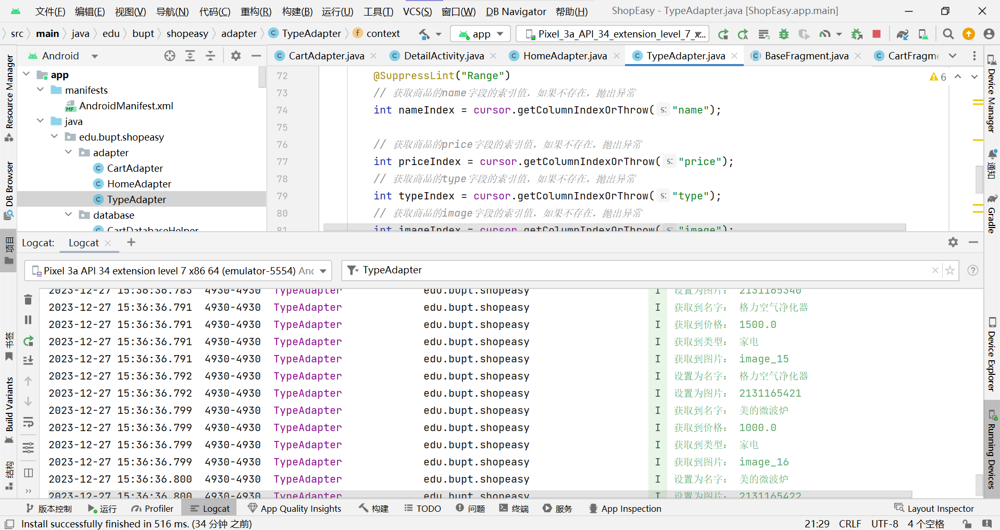 文件(F) 编辑(E) 视图(V) 导航(N) 代码(C) 重构(R) 构建(B) 运行(U) 工具(T) VCS(S) 窗口(W) DB Navigator 帮助(H) ShopEasy - TypeAdapter.java [ShopEasy.app.main]
src main java edu bupt shopeasy adapter TypeAdapter context app Pixel_3a_API_34_extension_level_7_x...
Android
CartAdapter.java DetailActivity.java HomeAdapter.java TypeAdapter.java BaseFragment.java CartFragme
Resource Manager
DB Browser
项目
书签
Build Variants
结构
app
manifests
AndroidManifest.xml
java
edu.bupt.shopeasy
adapter
CartAdapter
HomeAdapter
TypeAdapter
database
CartDatabaseHelper
6
72 @SuppressLint("Range")
73 // 获取商品的name字段的索引值，如果不存在，抛出异常
74 int nameIndex = cursor.getColumnIndexOrThrow( s: "name");
75
76 // 获取商品的price字段的索引值，如果不存在，抛出异常
77 int priceIndex = cursor.getColumnIndexOrThrow( s: "price");
78 // 获取商品的type字段的索引值，如果不存在，抛出异常
79 int typeIndex = cursor.getColumnIndexOrThrow( s: "type");
80 // 获取商品的image字段的索引值，如果不存在，抛出异常
81 int imageIndex = cursor.getColumnIndexOrThrow( s: "image");
Device Manager
通知
Gradle
Device Explorer
Running Devices
Logcat: Logcat
Pixel 3a API 34 extension level 7 x86 64 (emulator-5554) Anc TypeAdapter
2023-12-27 15:36:36.783 4930-4930 TypeAdapter edu.bupt.shopeasy I 设置为图片： 2131165340
2023-12-27 15:36:36.791 4930-4930 TypeAdapter edu.bupt.shopeasy I 获取到名字： 格力空气净化器
2023-12-27 15:36:36.791 4930-4930 TypeAdapter edu.bupt.shopeasy I 获取到价格： 1500.0
2023-12-27 15:36:36.791 4930-4930 TypeAdapter edu.bupt.shopeasy I 获取到类型： 家电
2023-12-27 15:36:36.791 4930-4930 TypeAdapter edu.bupt.shopeasy I 获取到图片： image_15
2023-12-27 15:36:36.792 4930-4930 TypeAdapter edu.bupt.shopeasy I 设置为名字： 格力空气净化器
2023-12-27 15:36:36.792 4930-4930 TypeAdapter edu.bupt.shopeasy I 设置为图片： 2131165421
2023-12-27 15:36:36.799 4930-4930 TypeAdapter edu.bupt.shopeasy I 获取到名字： 美的微波炉
2023-12-27 15:36:36.799 4930-4930 TypeAdapter edu.bupt.shopeasy I 获取到价格： 1000.0
2023-12-27 15:36:36.799 4930-4930 TypeAdapter edu.bupt.shopeasy I 获取到类型： 家电
2023-12-27 15:36:36.799 4930-4930 TypeAdapter edu.bupt.shopeasy I 获取到图片： image_16
2023-12-27 15:36:36.800 4930-4930 TypeAdapter edu.bupt.shopeasy I 设置为名字： 美的微波炉
2023-12-27 15:36:36.800 4930-4930 TypeAdapter edu.bupt.shopeasy I 设置为图片： 2131165422
版本控制 运行 Profiler Logcat App Quality Insights 构建 TODO 问题 终端 服务 App Inspection Layout Inspector
Install successfully finished in 516 ms. (34 分钟 之前) 21:29 CRLF UTF-8 4 个空格